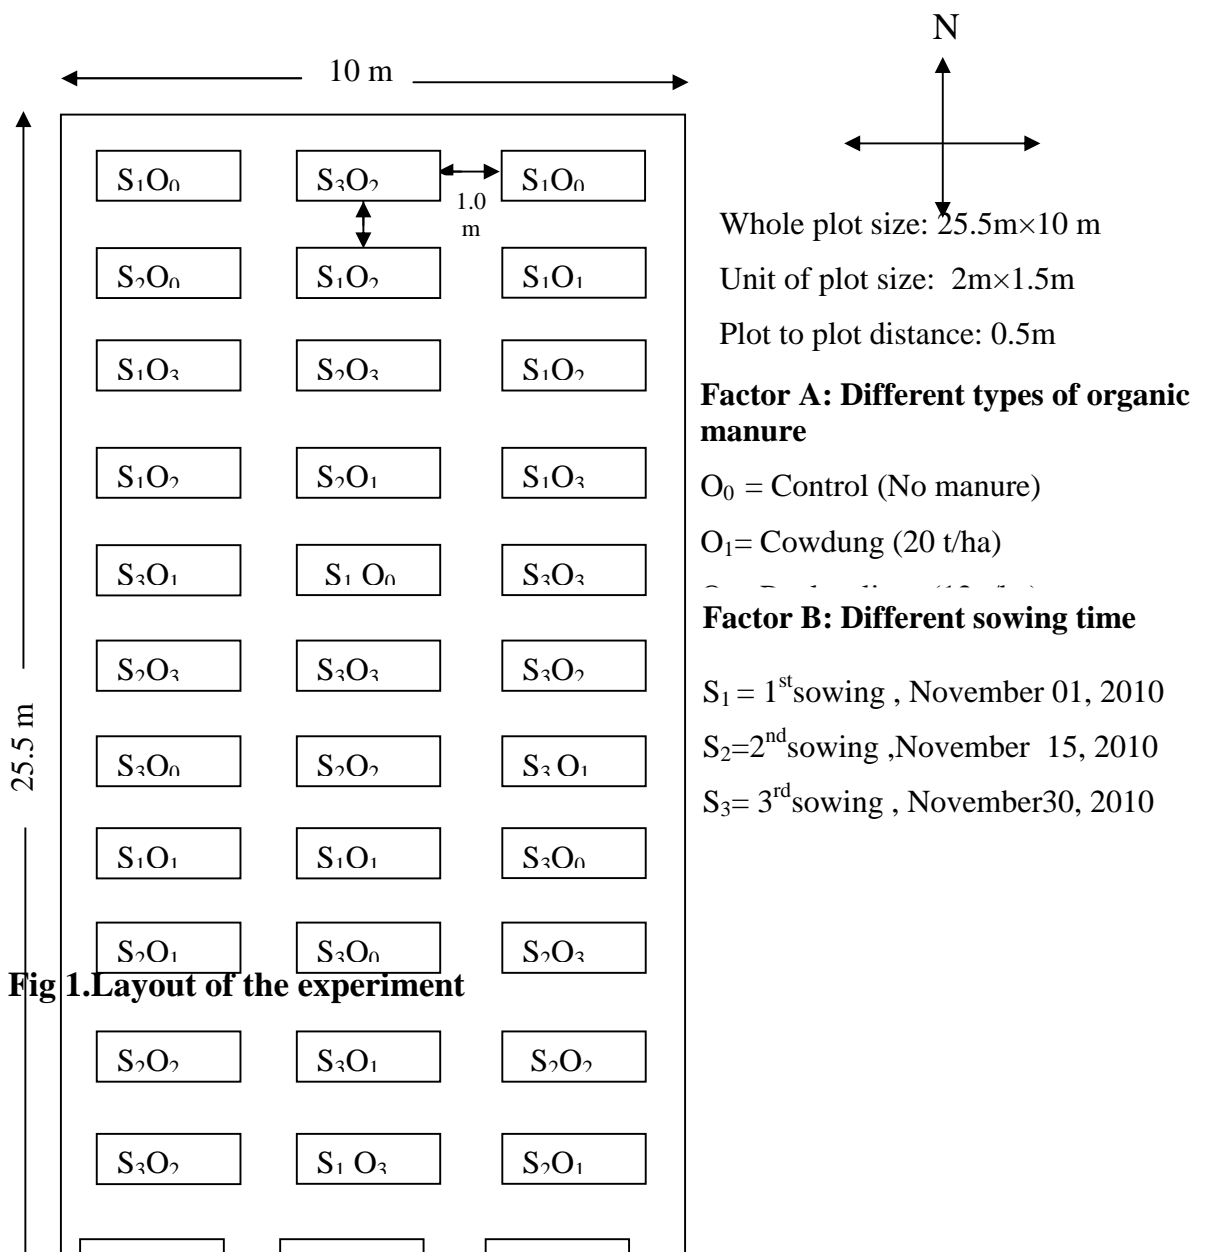 N
10 m
S₁O₀ S₃O₂ S₁O₀
1.0
m
S₂O₀ S₁O₂ S₁O₁
S₁O₃ S₂O₃ S₁O₂
S₁O₂ S₂O₁ S₁O₃
S₃O₁ S₁ O₀ S₃O₃
S₂O₃ S₃O₃ S₃O₂
S₃O₀ S₂O₂ S₃ O₁
S₁O₁ S₁O₁ S₃O₀
S₂O₁ S₃O₀ S₂O₃
S₂O₂ S₃O₁ S₂O₂
S₃O₂ S₁ O₃ S₂O₁
25.5 m
Whole plot size: 25.5m×10 m
Unit of plot size: 2m×1.5m
Plot to plot distance: 0.5m
Factor A: Different types of organic
manure
O₀ = Control (No manure)
O₁= Cowdung (20 t/ha)
Factor B: Different sowing time
S₁ = 1ˢᵗsowing , November 01, 2010
S₂=2ⁿᵈsowing ,November 15, 2010
S₃= 3ʳᵈsowing , November30, 2010
Fig 1.Layout of the experiment